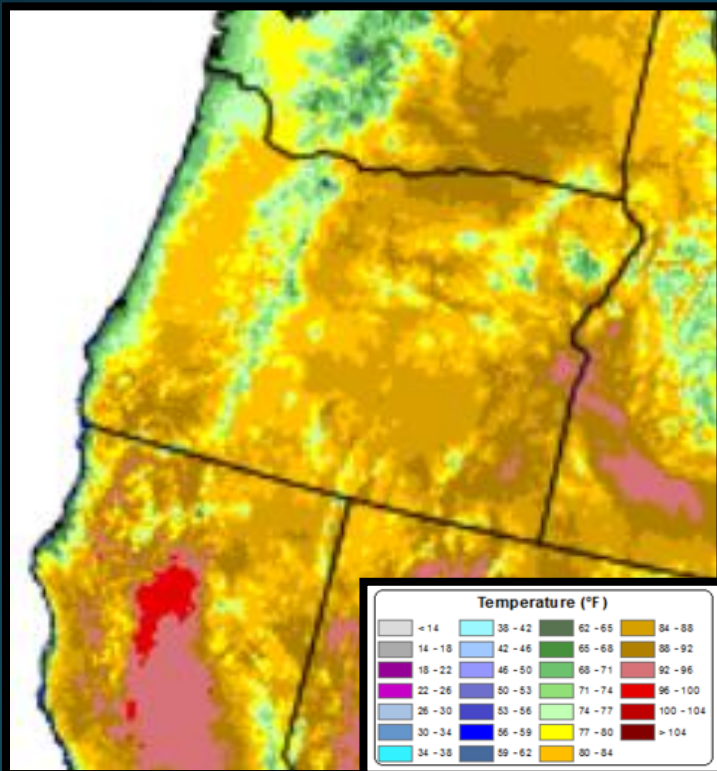 Temperature (°F)
< 14 38 - 42 62 - 65 84 - 88
14 - 18 42 - 46 65 - 68 88 - 92
18 - 22 46 - 50 68 - 71 92 - 96
22 - 26 50 - 53 71 - 74 96 - 100
26 - 30 53 - 56 74 - 77 100 - 104
30 - 34 56 - 59 77 - 80 > 104
34 - 38 59 - 62 80 - 84